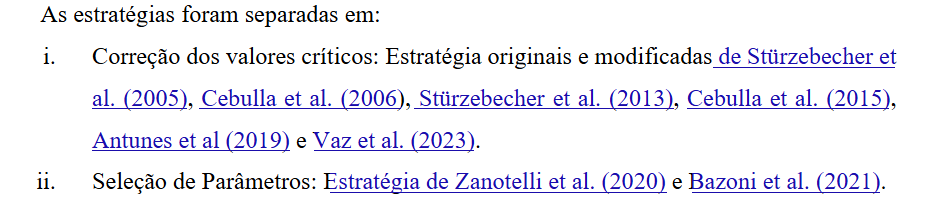 As estratégias foram separadas em:
i. Correção dos valores críticos: Estratégia originais e modificadas de Stürzebecher et
al. (2005), Cebulla et al. (2006), Stürzebecher et al. (2013), Cebulla et al. (2015),
Antunes et al (2019) e Vaz et al. (2023).
ii. Seleção de Parâmetros: Estratégia de Zanotelli et al. (2020) e Bazoni et al. (2021).